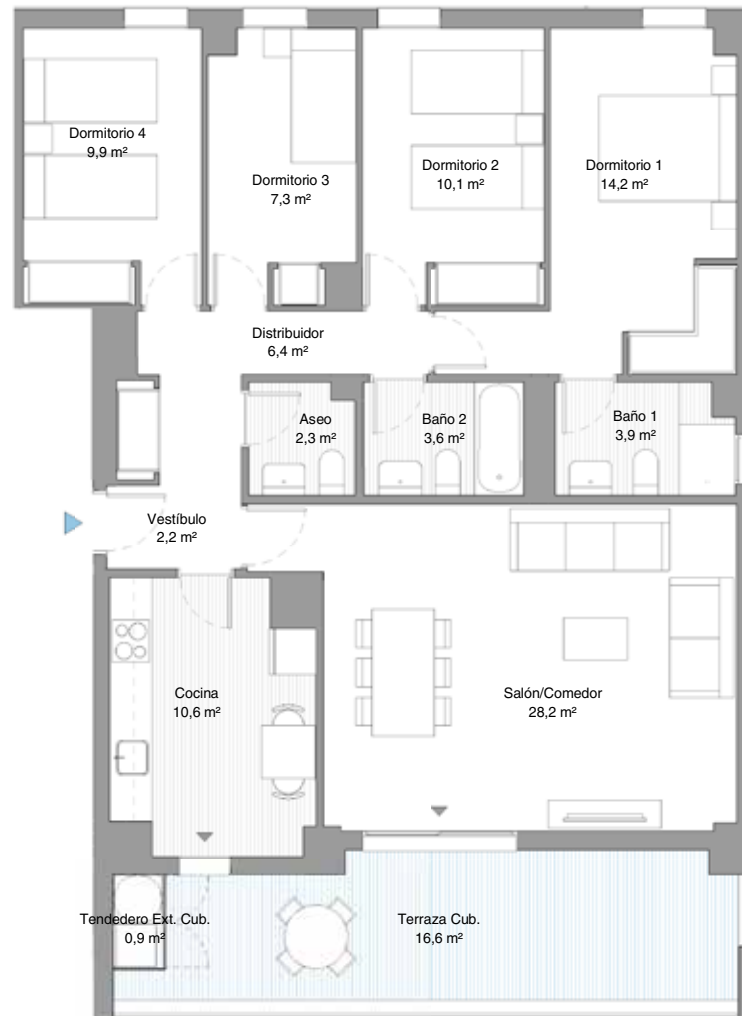 Dormitorio 4
9,9 m²
Dormitorio 3
7,3 m²
Dormitorio 2
10,1 m²
Dormitorio 1
14,2 m²
Distribuidor
6,4 m²
Aseo
2,3 m²
Baño 2
3,6 m²
Baño 1
3,9 m²
Vestíbulo
2,2 m²
Cocina
10,6 m²
Salón/Comedor
28,2 m²
Tendedero Ext. Cub.
0,9 m²
Terraza Cub.
16,6 m²